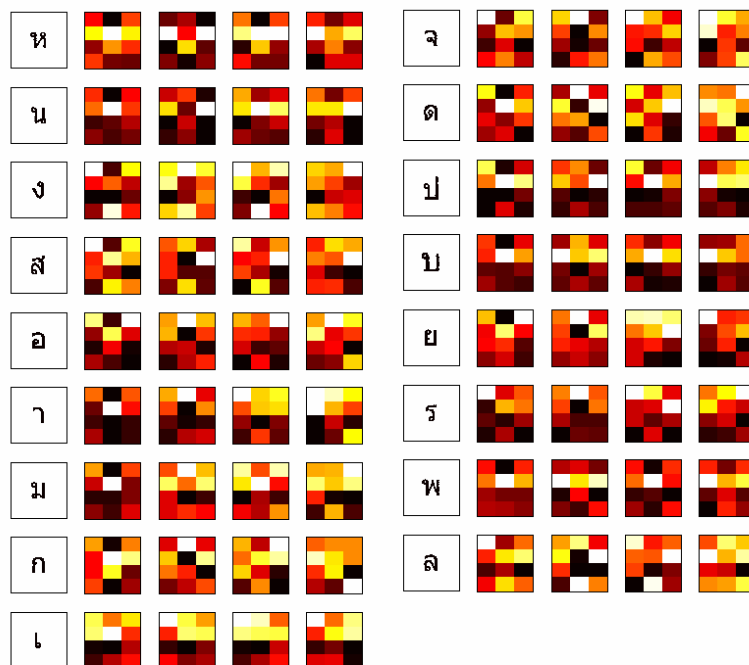 ห
น
ง
ส
อ
า
ม
ก
เ
จ
ด
ป
บ
ย
ร
พ
ล